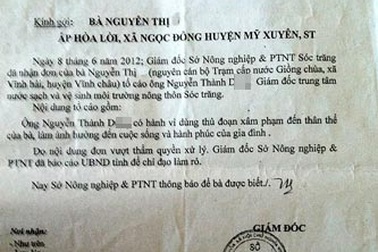 Kính gởi: BÀ NGUYỄN THỊ
ẤP HÒA LỜI, XÃ NGỌC ĐÔNG HUYỆN MỸ XUYÊN, ST
Ngày 8 tháng 6 năm 2012; Giám đốc Sở Nông nghiệp & PTNT Sóc trăng
đã nhận đơn của bà Nguyễn Thị ... (nguyên cán bộ Trạm cấp nước Giồng chùa, xã
Vĩnh hải, huyện Vĩnh châu) tố cáo ông Nguyễn Thành D Giám đốc trung tâm
nước sạch và vệ sinh môi trường nông thôn Sóc trăng.
Nội dung tố cáo gồm:
Ông Nguyễn Thành D có hành vi dùng thủ đoạn xâm phạm đến thân thể
của bà, làm ảnh hưởng đến cuộc sống và hạnh phúc của gia đình .
Do nội dung đơn vượt thẩm quyền xử lý. Giám đốc Sở Nông nghiệp &
PTNT đã báo cáo UBND tỉnh để chỉ đạo làm rõ.
Nay Sở Nông nghiệp & PTNT thông báo để bà được biết.
Nơi nhận:
GIÁM ĐỐC
- Như trên